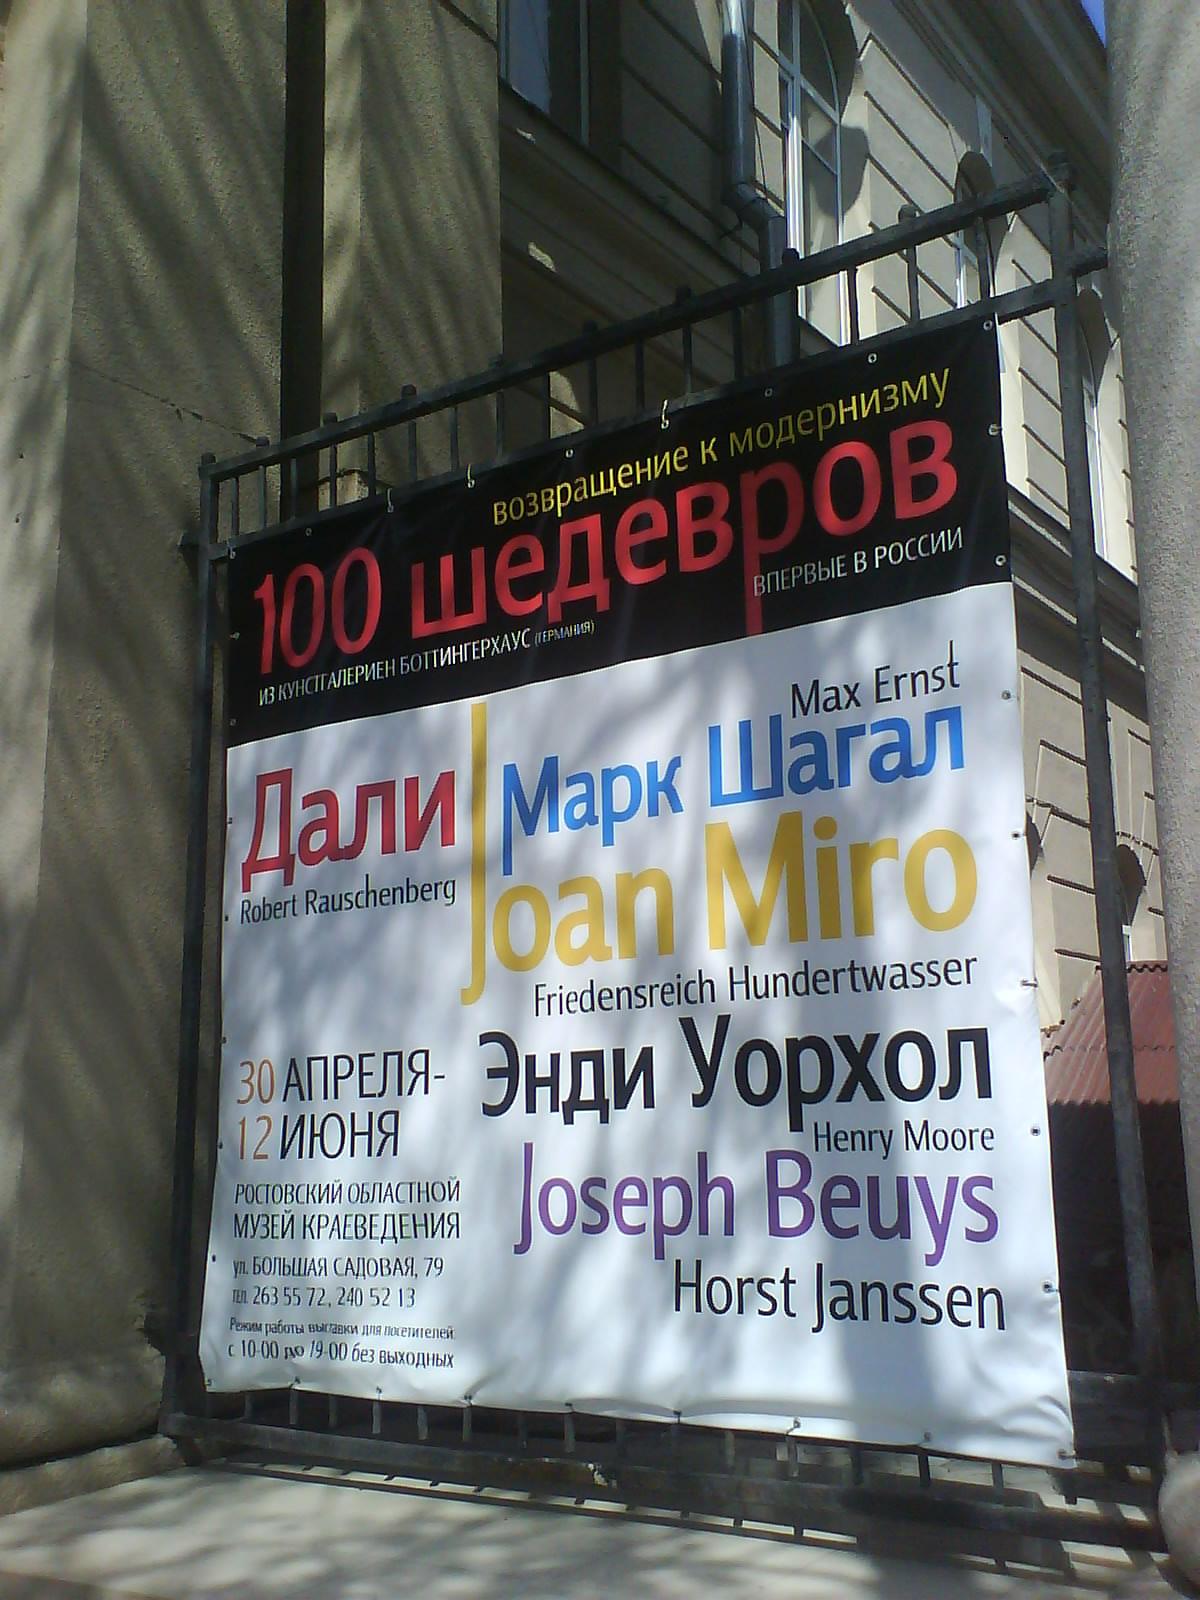 возвращение к модернизму
100 шедевров
ВПЕРВЫЕ В РОССИИ
ИЗ КУНСТГАЛЕРИЕН БОТТИНГЕРХАУС (ГЕРМАНИЯ)
Max Ernst
Дали
Марк Шагал
Robert Rauschenberg
Joan Miro
Friedensreich Hundertwasser
Энди Уорхол
Henry Moore
Joseph Beuys
Horst Janssen
30 АПРЕЛЯ-
12 ИЮНЯ
РОСТОВСКИЙ ОБЛАСТНОЙ
МУЗЕЙ КРАЕВЕДЕНИЯ
ул. БОЛЬШАЯ САДОВАЯ, 79
тел. 263 55 72, 240 52 13
Режим работы выставки для посетителей:
с 10-00 до 19-00 без выходных